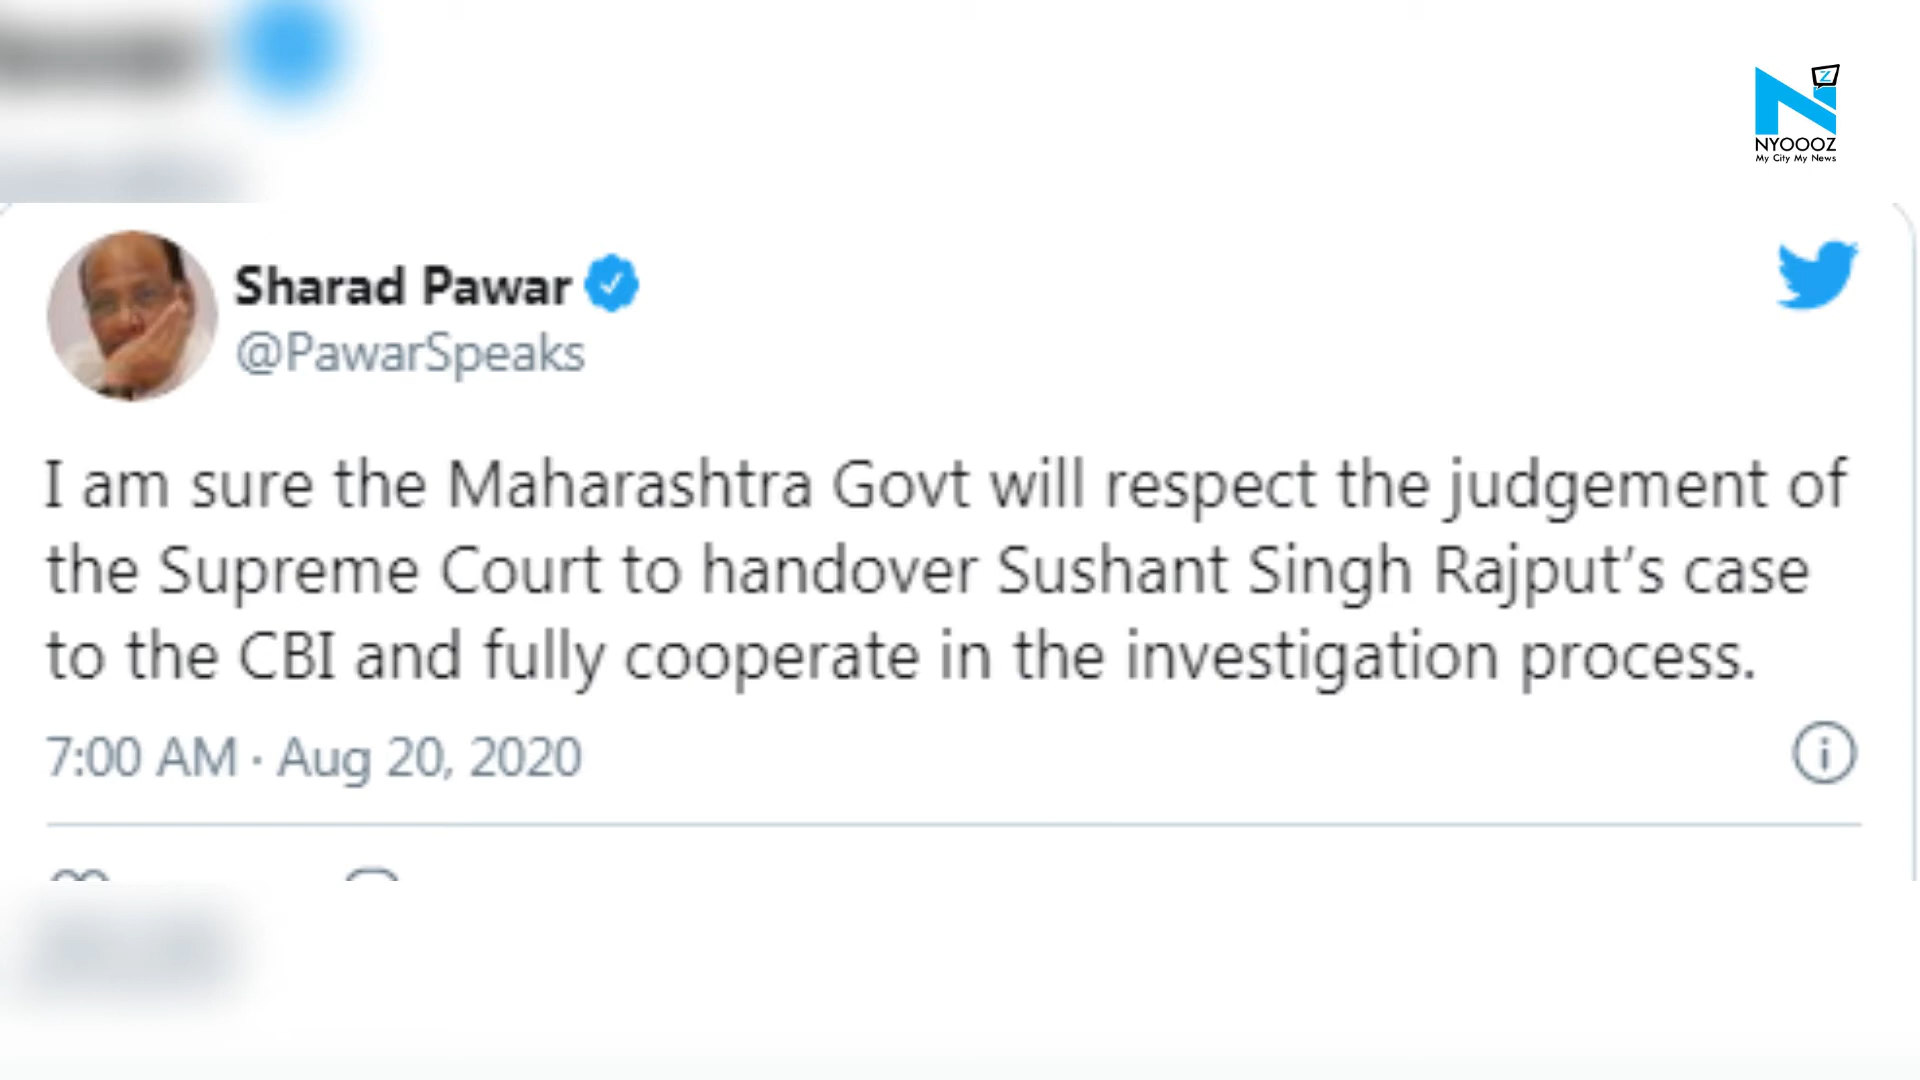 Z
NYOOOZ
My City My News
Sharad Pawar
@PawarSpeaks
I am sure the Maharashtra Govt will respect the judgement of
the Supreme Court to handover Sushant Singh Rajput’s case
to the CBI and fully cooperate in the investigation process.
7:00 AM · Aug 20, 2020